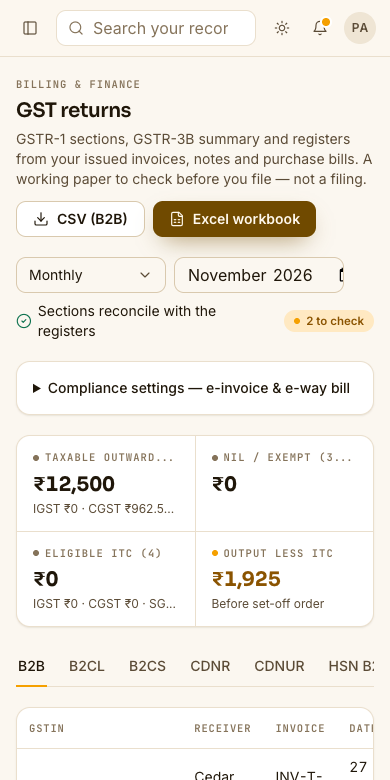 Search your recor
PA
BILLING & FINANCE
GST returns
GSTR-1 sections, GSTR-3B summary and registers
from your issued invoices, notes and purchase bills. A
working paper to check before you file — not a filing.
CSV (B2B)
Excel workbook
Monthly
November 2026
Sections reconcile with the
registers
2 to check
Compliance settings — e-invoice & e-way bill
TAXABLE OUTWARD...
₹12,500
IGST ₹0 · CGST ₹962.5...
NIL / EXEMPT (3...
₹0
ELIGIBLE ITC (4)
₹0
IGST ₹0 · CGST ₹0 · SG...
OUTPUT LESS ITC
₹1,925
Before set-off order
B2B B2CL B2CS CDNR CDNUR HSN B2
GSTIN RECEIVER INVOICE DATE
27
Cedar INV-T-